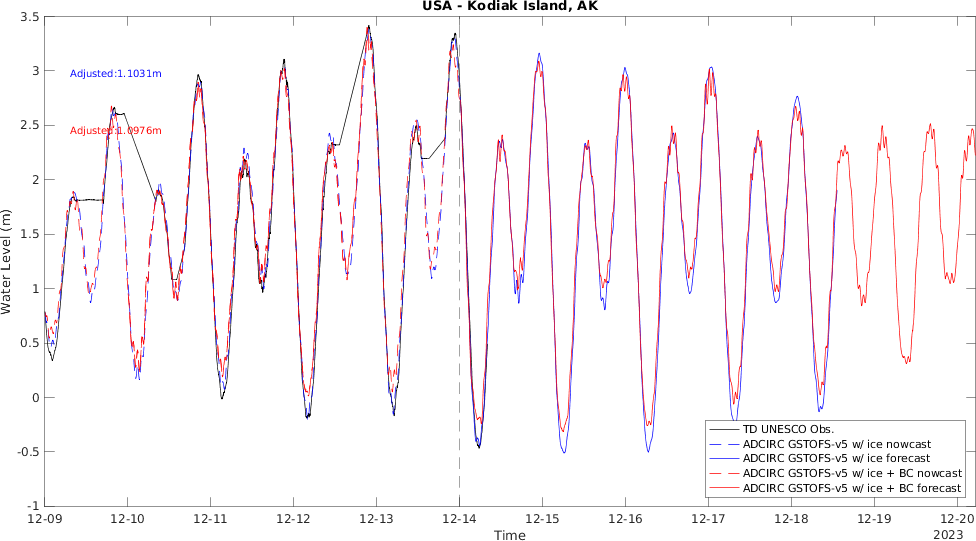 USA - Kodiak Island, AK
3.5
3
2.5
2
1.5
1
0.5
0
-0.5
-1
Water Level (m)
Adjusted:1.1031m
Adjusted:1.0976m
TD UNESCO Obs.
ADCIRC GSTOFS-v5 w/ ice nowcast
ADCIRC GSTOFS-v5 w/ ice forecast
ADCIRC GSTOFS-v5 w/ ice + BC nowcast
ADCIRC GSTOFS-v5 w/ ice + BC forecast
12-09 12-10 12-11 12-12 12-13 12-14 12-15 12-16 12-17 12-18 12-19 12-20
Time
2023